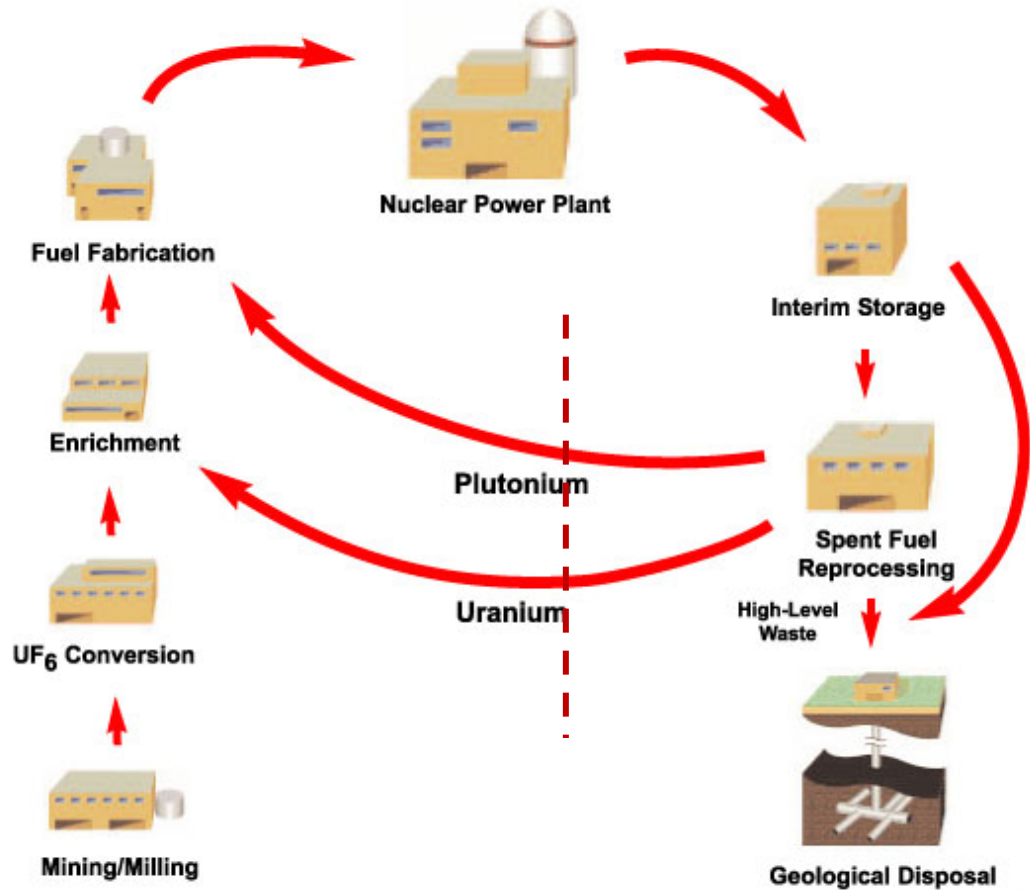 Nuclear Power Plant
Fuel Fabrication
Interim Storage
Enrichment
Plutonium
Spent Fuel
Reprocessing
Uranium
High-Level
Waste
UF6 Conversion
Mining/Milling
Geological Disposal